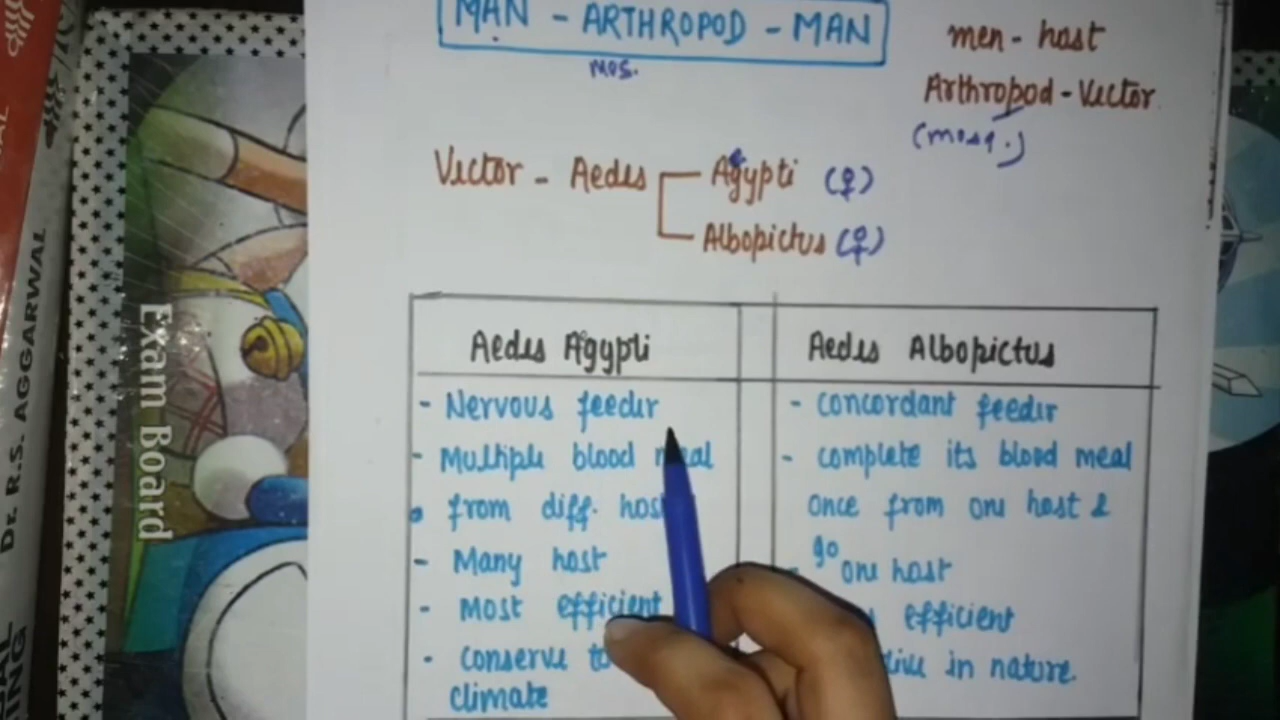 MAN - ARTHROPOD - MAN
mos.
men - host
Arthropod - Vector
(mosq.)
Vector - Aedes
Agypti (♀)
Albopictus (♀)
Aedes Agypti
- Nervous feeder
- Multiple blood meal
from diff. host
- Many host
- Most efficient
- conserve to
climate
Aedes Albopictus
- concordant feeder
- complete its blood meal
once from one host &
go
one host
efficient
in nature.
Exam Board
DR. R.S. AGGARWAL